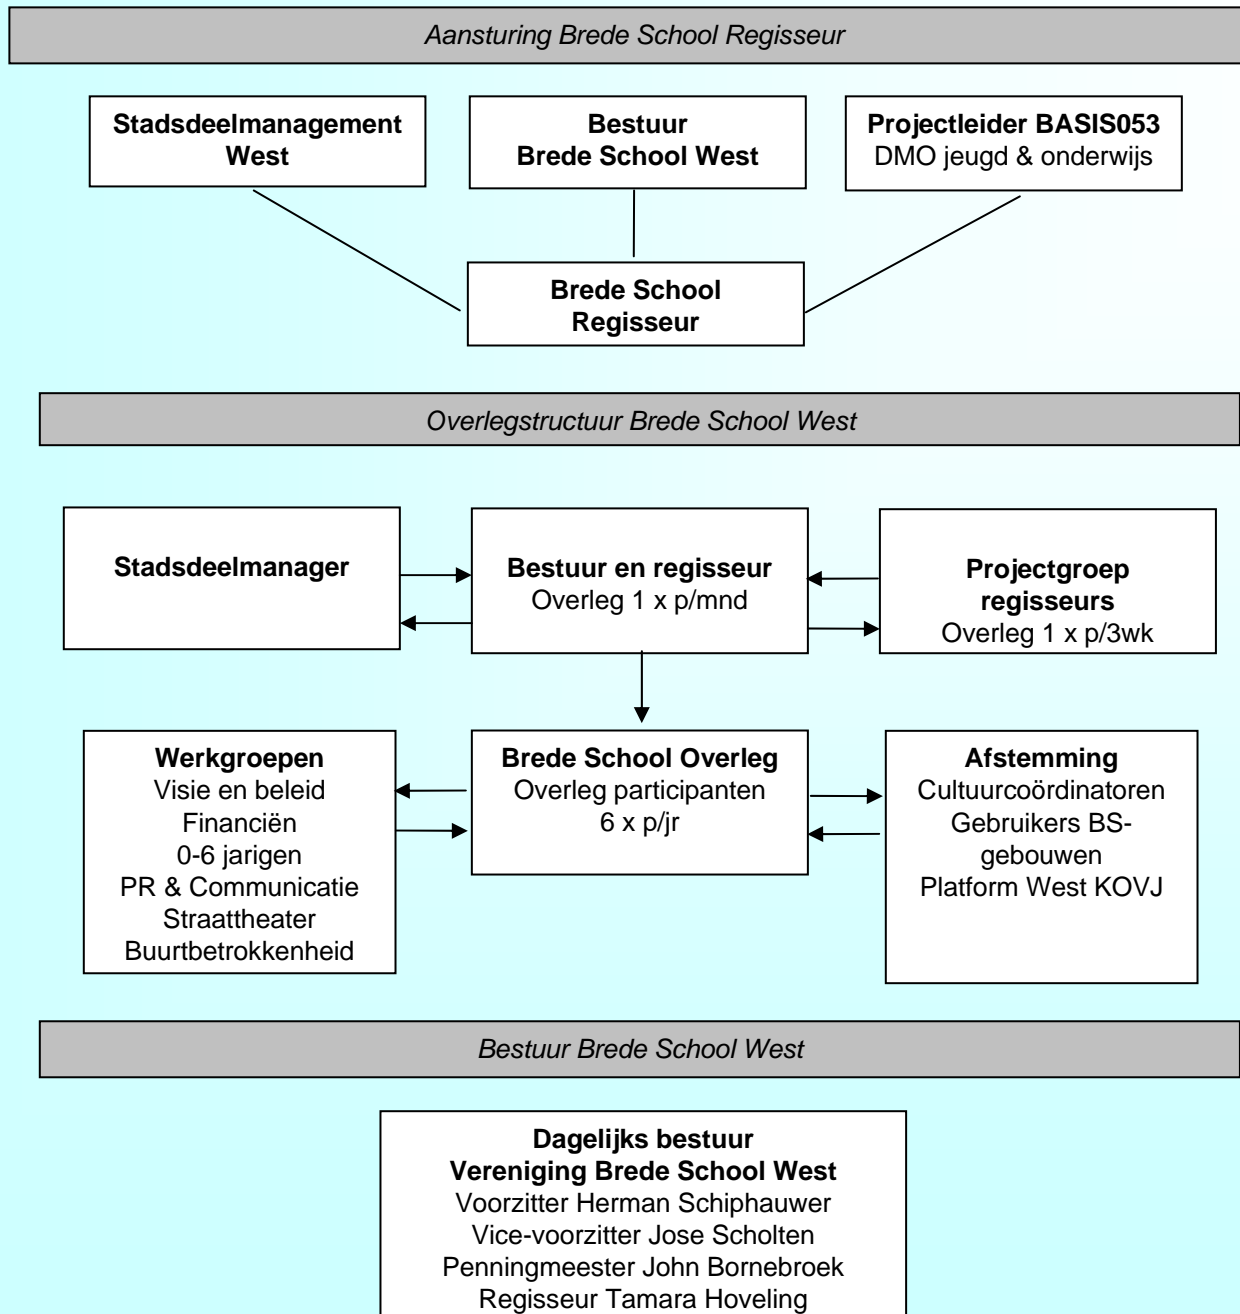 Aansturing Brede School Regisseur
Stadsdeelmanagement
West
Bestuur
Brede School West
Projectleider BASIS053
DMO jeugd & onderwijs
Brede School
Regisseur
Overlegstructuur Brede School West
Stadsdeelmanager
Bestuur en regisseur
Overleg 1 x p/mnd
Projectgroep
regisseurs
Overleg 1 x p/3wk
Werkgroepen
Visie en beleid
Financiën
0-6 jarigen
PR & Communicatie
Straattheater
Buurtbetrokkenheid
Brede School Overleg
Overleg participanten
6 x p/jr
Afstemming
Cultuurcoördinatoren
Gebruikers BS-
gebouwen
Platform West KOVJ
Bestuur Brede School West
Dagelijks bestuur
Vereniging Brede School West
Voorzitter Herman Schiphauwer
Vice-voorzitter Jose Scholten
Penningmeester John Bornebroek
Regisseur Tamara Hoveling